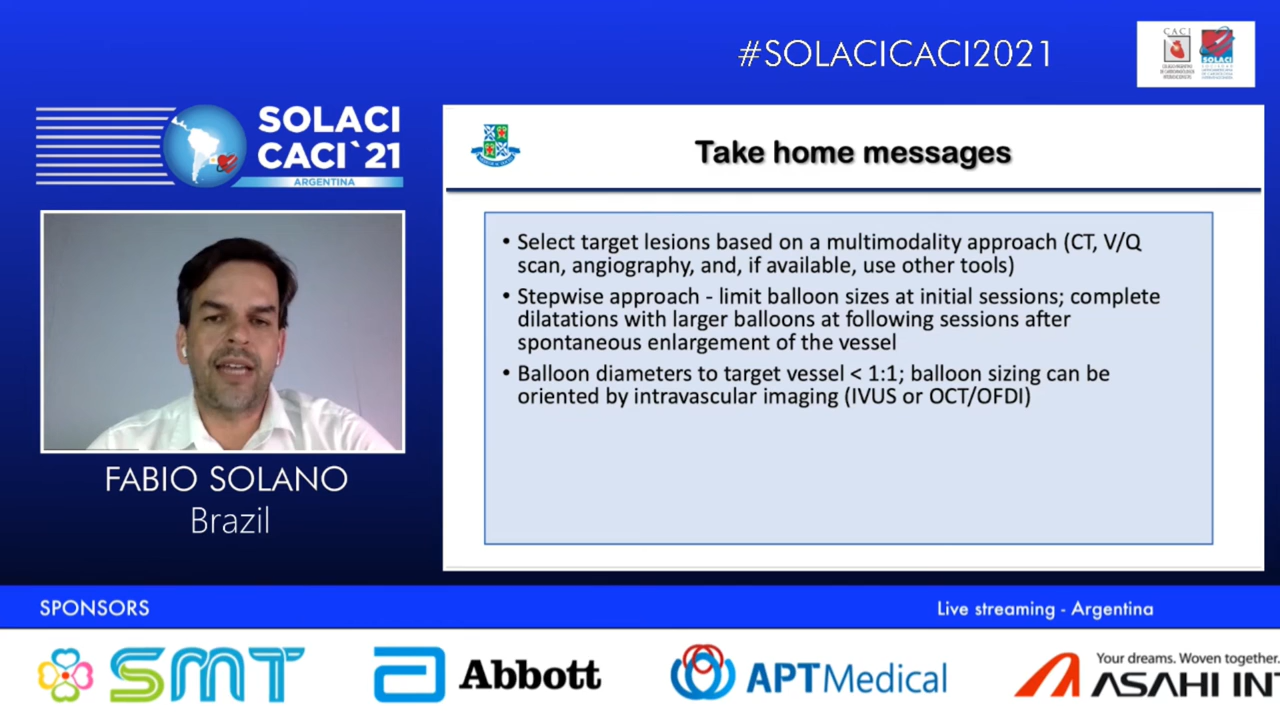 #SOLACICACI2021
CACI
SOLACI
SOLACI
CACI`21
ARGENTINA
Take home messages
• Select target lesions based on a multimodality approach (CT, V/Q
scan, angiography, and, if available, use other tools)
• Stepwise approach - limit balloon sizes at initial sessions; complete
dilatations with larger balloons at following sessions after
spontaneous enlargement of the vessel
• Balloon diameters to target vessel < 1:1; balloon sizing can be
oriented by intravascular imaging (IVUS or OCT/OFDI)
FABIO SOLANO
Brazil
SPONSORS
Live streaming - Argentina
SMT
Abbott
APT Medical
Your dreams. Woven together.
ASAHI INT